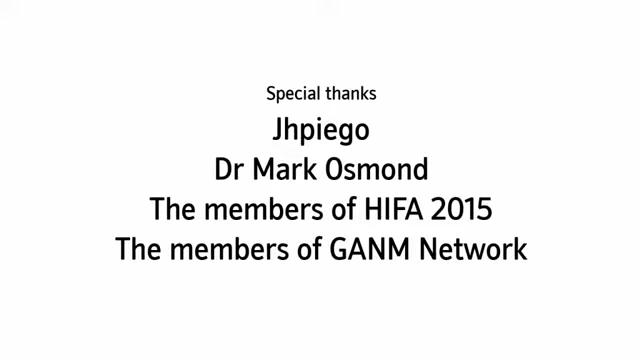 Special thanks
Jhpiego
Dr Mark Osmond
The members of HIFA 2015
The members of GANM Network